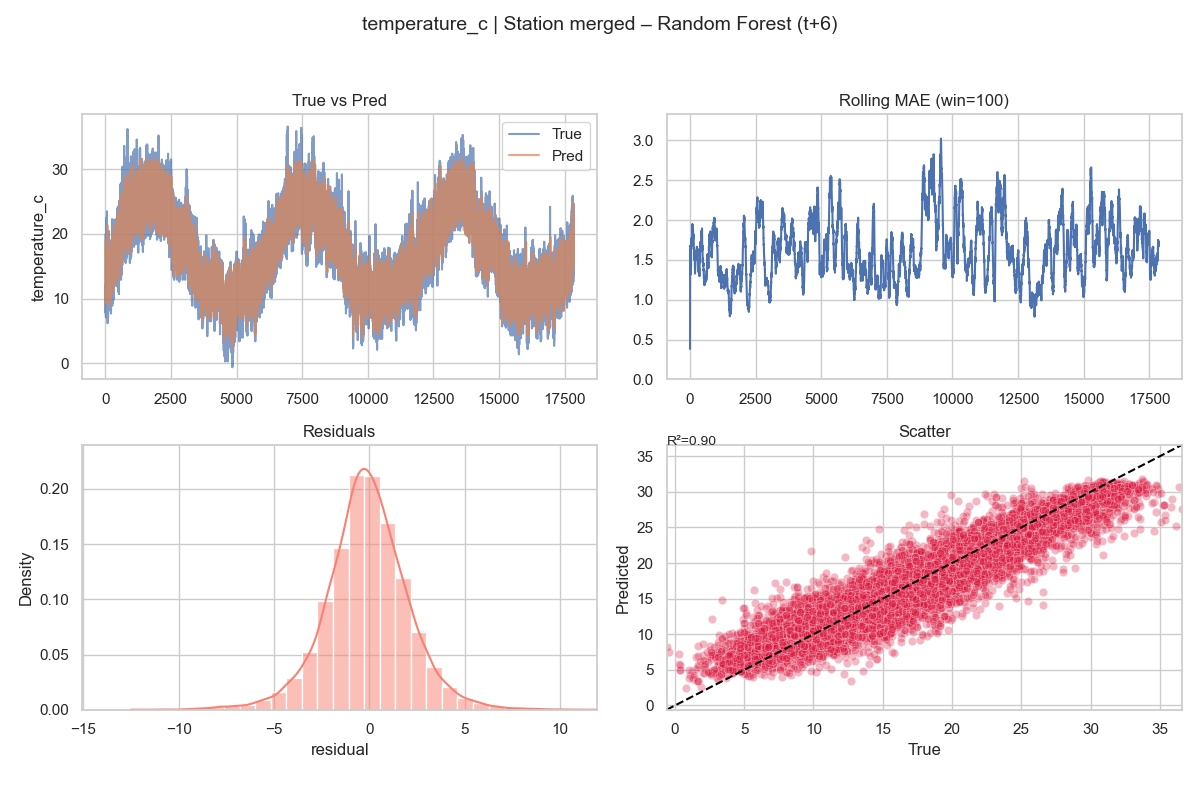 temperature_c | Station merged – Random Forest (t+6)
True vs Pred
True
Pred
temperature_c
30
20
10
0
0 2500 5000 7500 10000 12500 15000 17500
Rolling MAE (win=100)
3.0
2.5
2.0
1.5
1.0
0.5
0.0
0 2500 5000 7500 10000 12500 15000 17500
Residuals
Density
0.20
0.15
0.10
0.05
0.00
−15 −10 −5 0 5 10
residual
Scatter
R²=0.90
Predicted
35
30
25
20
15
10
5
0
0 5 10 15 20 25 30 35
True